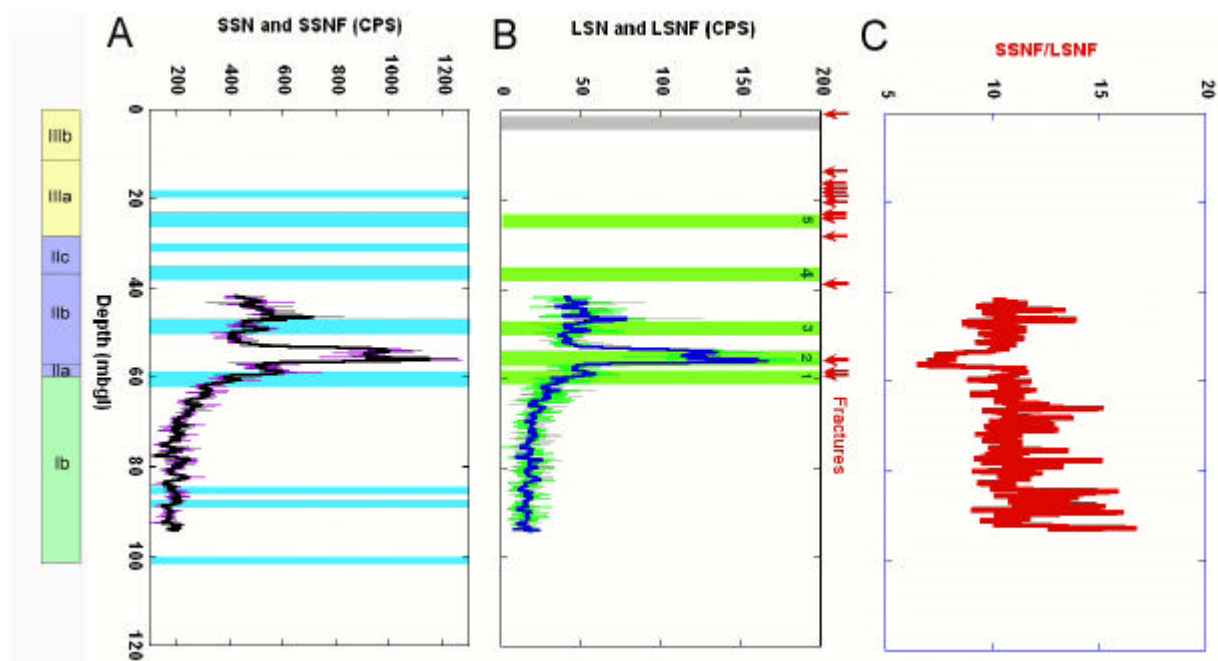 A
SSN and SSNF (CPS)
200
400
600
800
1000
1200
B
LSN and LSNF (CPS)
0
50
100
150
200
C
SSNF/LSNF
5
10
15
20
0
20
40
60
80
100
120
Depth (mbgl)
IIIb
IIIa
IIc
IIb
IIa
Ib
5
4
3
2
1
Fractures